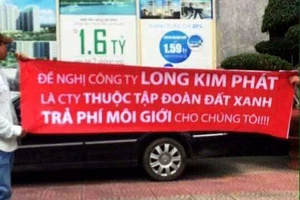 1.6 TỶ
1.59 TỶ
ĐỀ NGHỊ CÔNG TY LONG KIM PHÁT
LÀ CTY THUỘC TẬP ĐOÀN ĐẤT XANH
TRẢ PHÍ MÔI GIỚI CHO CHÚNG TÔI!!!